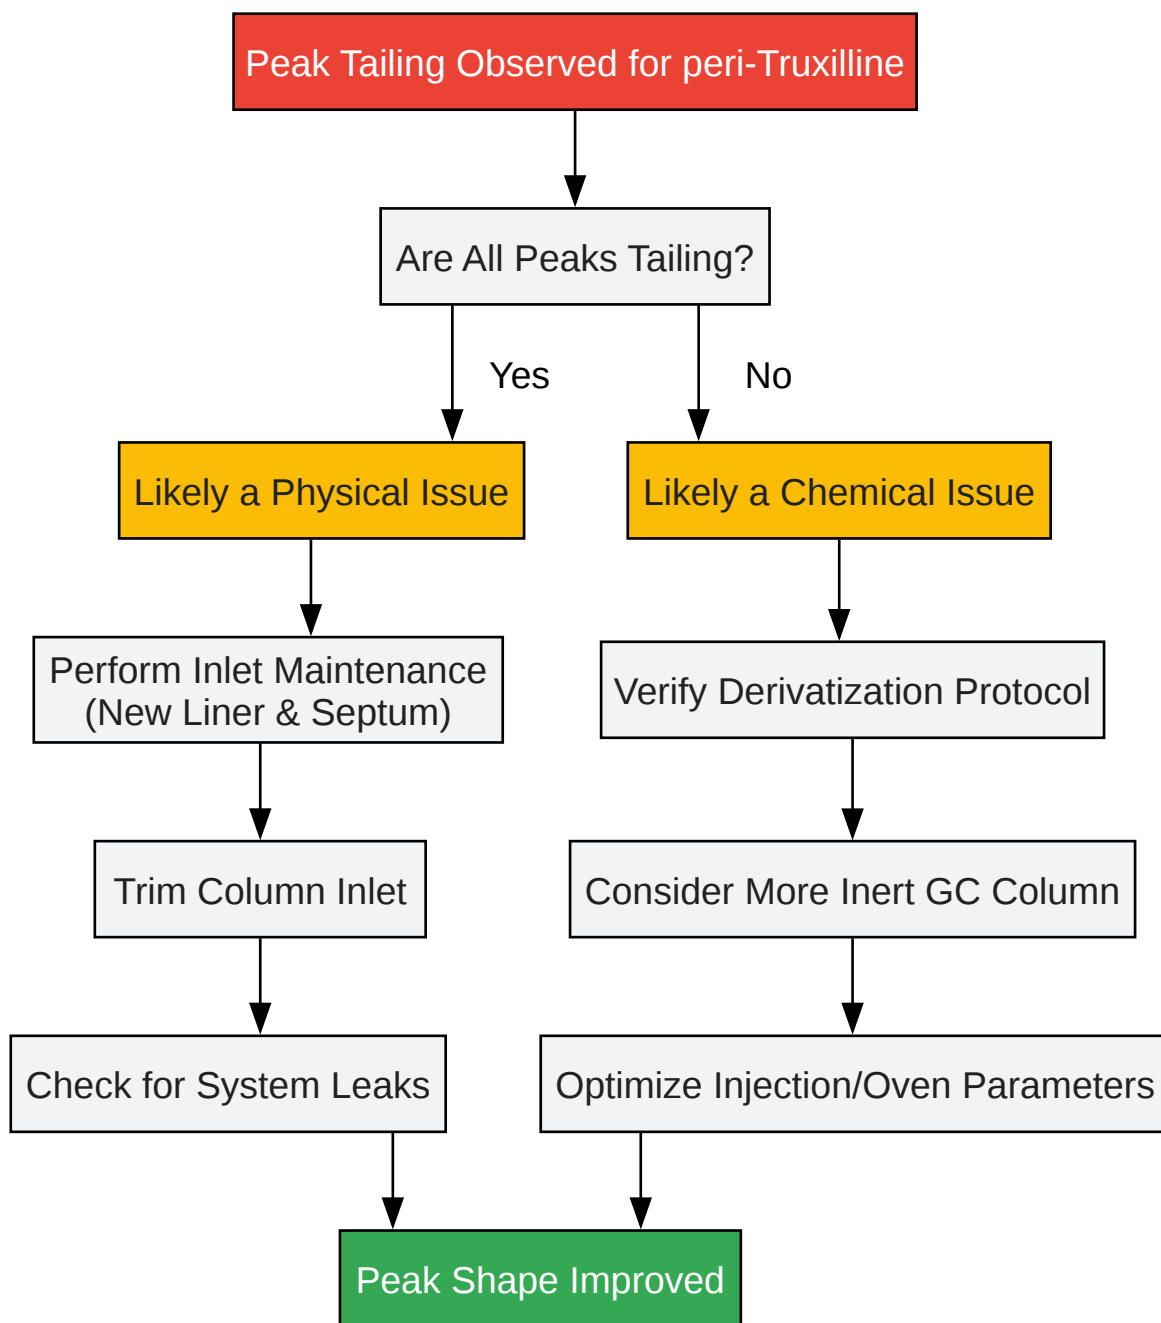 Peak Tailing Observed for peri-Truxilline
Are All Peaks Tailing?
Yes
No
Likely a Physical Issue
Likely a Chemical Issue
Perform Inlet Maintenance
(New Liner & Septum)
Verify Derivatization Protocol
Trim Column Inlet
Consider More Inert GC Column
Check for System Leaks
Optimize Injection/Oven Parameters
Peak Shape Improved